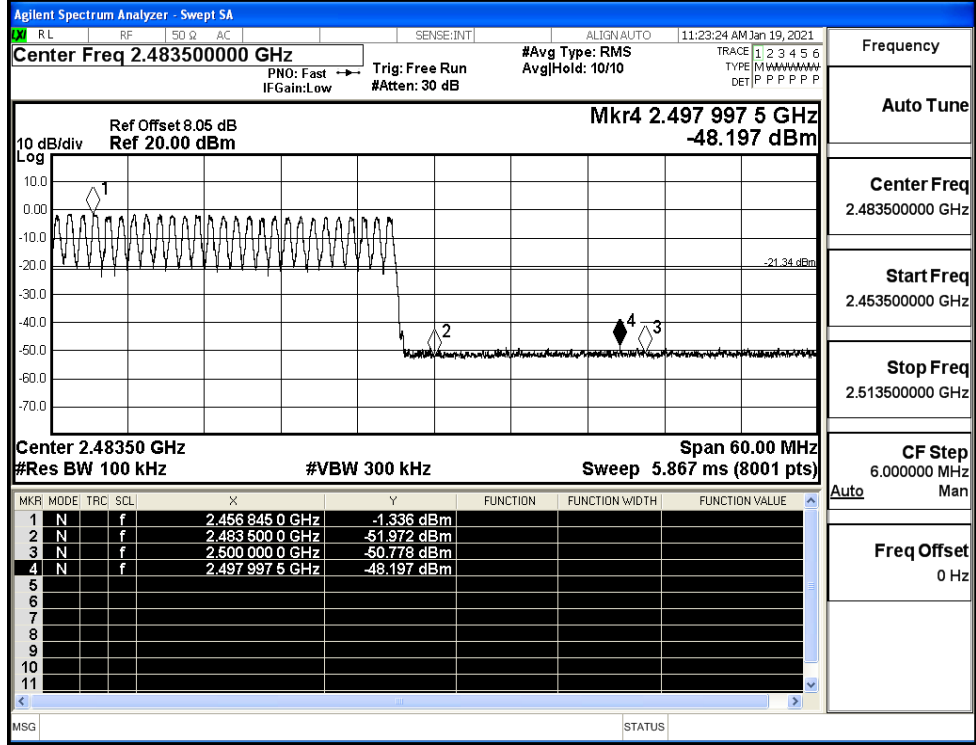 Agilent Spectrum Analyzer - Swept SA
LXI RL RF 50 Ω AC SENSE:INT ALIGN AUTO 11:23:24 AM Jan 19, 2021
Center Freq 2.483500000 GHz
PNO: Fast
IFGain:Low
Trig: Free Run
#Atten: 30 dB
#Avg Type: RMS
Avg|Hold: 10/10
TRACE 1 2 3 4 5 6
TYPE M WWWWW
DET P P P P P P
Frequency
Mkr4 2.497 997 5 GHz
-48.197 dBm
Ref Offset 8.05 dB
10 dB/div Ref 20.00 dBm
Log
10.0
0.00
-10.0
-20.0
-30.0
-40.0
-50.0
-60.0
-70.0
1
2
4
3
-21.34 dBm
Center 2.48350 GHz Span 60.00 MHz
#Res BW 100 kHz #VBW 300 kHz Sweep 5.867 ms (8001 pts)
MKR MODE TRC SCL X Y FUNCTION FUNCTION WIDTH FUNCTION VALUE
1 N f 2.456 845 0 GHz -1.336 dBm
2 N f 2.483 500 0 GHz -51.972 dBm
3 N f 2.500 000 0 GHz -50.778 dBm
4 N f 2.497 997 5 GHz -48.197 dBm
5
6
7
8
9
10
11
MSG STATUS
Auto Tune
Center Freq
2.483500000 GHz
Start Freq
2.453500000 GHz
Stop Freq
2.513500000 GHz
CF Step
6.000000 MHz
Auto Man
Freq Offset
0 Hz